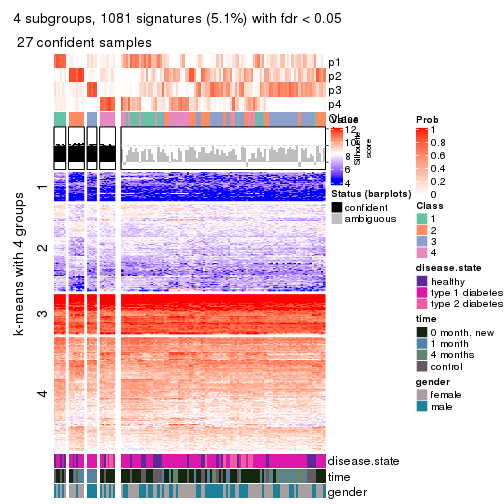 4 subgroups, 1081 signatures (5.1%) with fdr < 0.05
27 confident samples
p1
p2
p3
p4
Class
Value
12
10
8
6
4
Silhouette
score
Status (barplots)
confident
ambiguous
Prob
1
0.8
0.6
0.4
0.2
0
Class
1
2
3
4
disease.state
healthy
type 1 diabetes
type 2 diabetes
time
0 month. new
1 month
4 months
control
gender
female
male
k-means with 4 groups
1
2
3
4
disease.state
time
gender